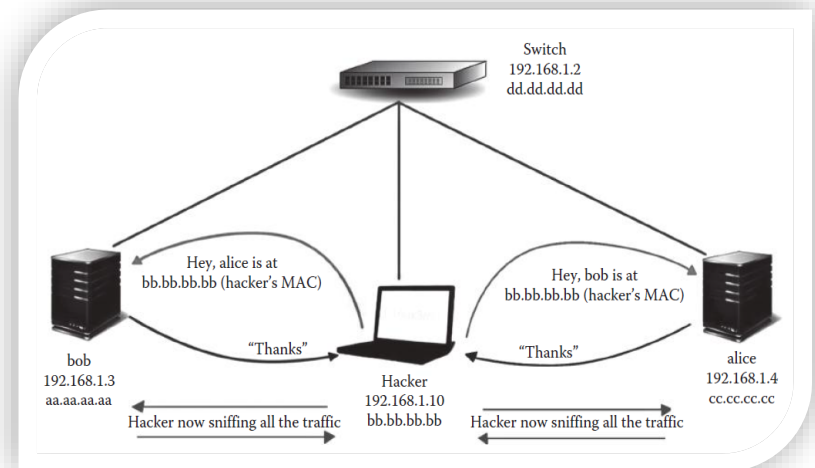 Switch
192.168.1.2
dd.dd.dd.dd
Hey, alice is at
bb.bb.bb.bb (hacker's MAC)
Hey, bob is at
bb.bb.bb.bb (hacker's MAC)
"Thanks"
"Thanks"
bob
192.168.1.3
aa.aa.aa.aa
Hacker
192.168.1.10
bb.bb.bb.bb
alice
192.168.1.4
cc.cc.cc.cc
Hacker now sniffing all the traffic
Hacker now sniffing all the traffic